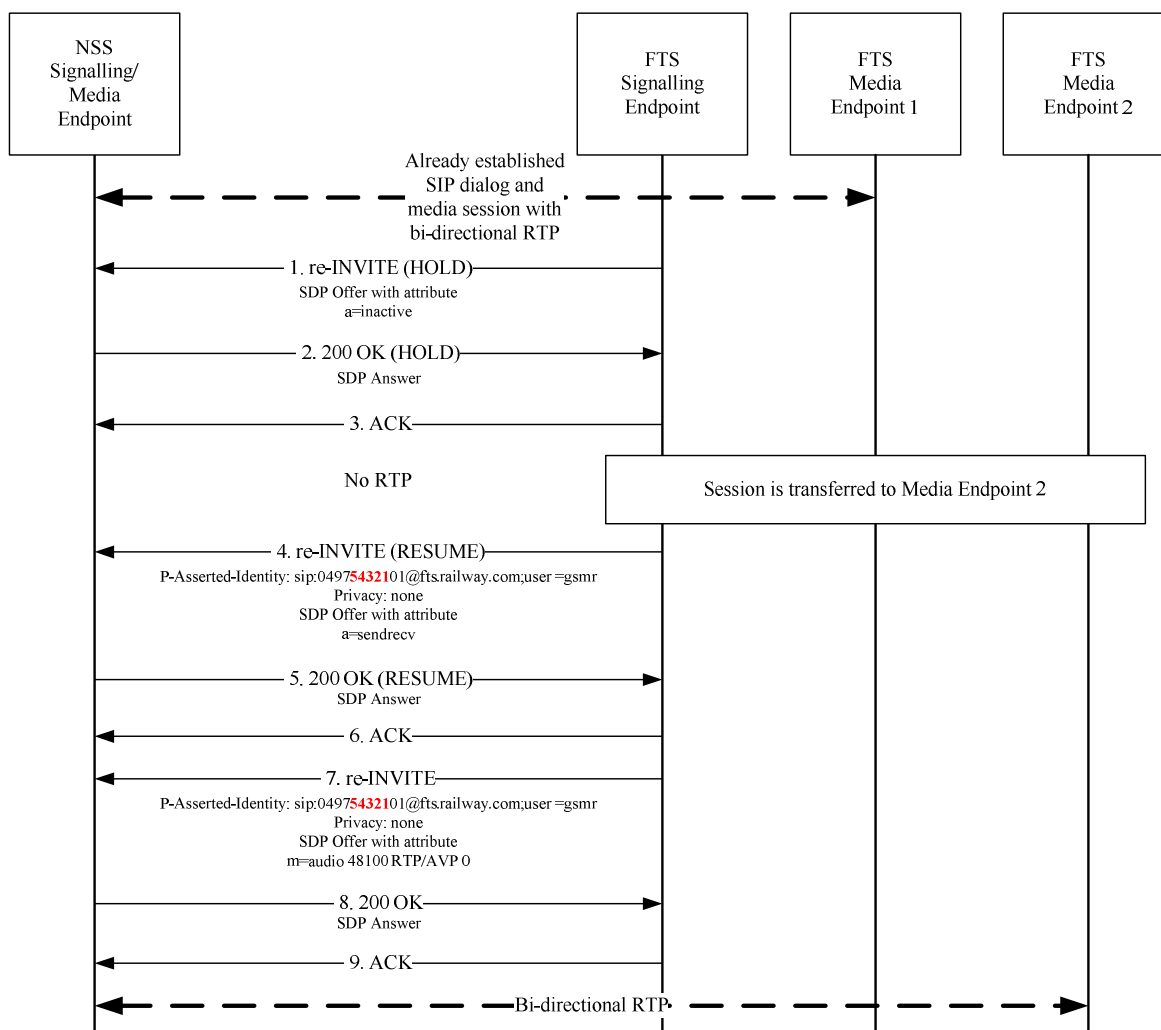 NSS
Signalling/
Media
Endpoint
FTS
Signalling
Endpoint
FTS
Media
Endpoint 1
FTS
Media
Endpoint 2
Already established
SIP dialog and
media session with
bi-directional RTP
1. re-INVITE (HOLD)
SDP Offer with attribute
a=inactive
2. 200 OK (HOLD)
SDP Answer
3. ACK
No RTP
Session is transferred to Media Endpoint 2
4. re-INVITE (RESUME)
P-Asserted-Identity: sip:0497543210​1@fts.railway.com;user=gsmr
Privacy: none
SDP Offer with attribute
a=sendrecv
5. 200 OK (RESUME)
SDP Answer
6. ACK
7. re-INVITE
P-Asserted-Identity: sip:04975432101@fts.railway.com;user=gsmr
Privacy: none
SDP Offer with attribute
m=audio 48100 RTP/AVP 0
8. 200 OK
SDP Answer
9. ACK
Bi-directional RTP